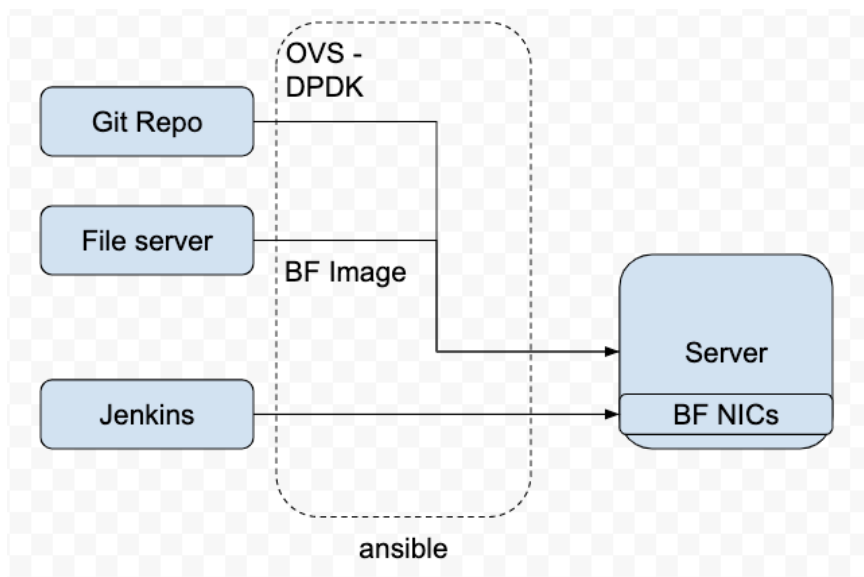 OVS -
DPDK
Git Repo
File server
BF Image
Server
Jenkins
BF NICs
ansible